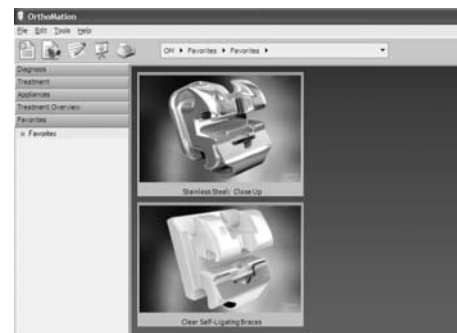 OrthoMation
File Edit Tools Help
OM ▸ Favorites ▸ Favorites ▸
Diagnosis
Treatment
Appliances
Treatment Overview
Favorites
Favorites
Stainless Steel: Close Up
Clear Self-Ligating Braces